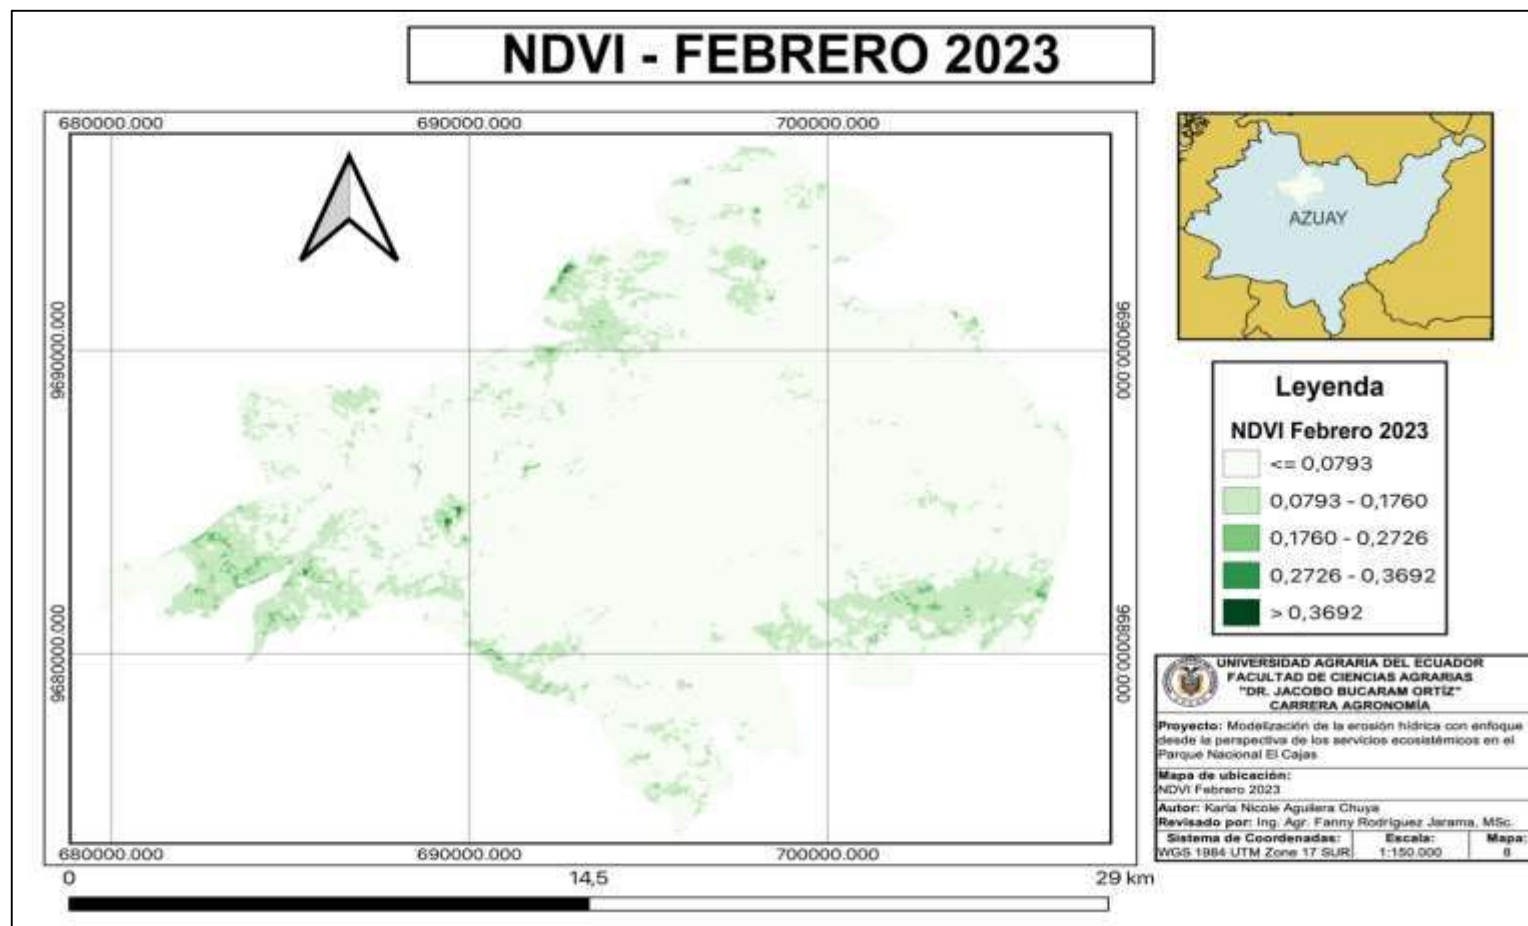 NDVI - FEBRERO 2023
680000.000 690000.000 700000.000
9690000.000 9690000.000
9680000.000 9680000.000
680000.000 690000.000 700000.000
0 14,5 29 km
AZUAY
Leyenda
NDVI Febrero 2023
<= 0,0793
0,0793 - 0,1760
0,1760 - 0,2726
0,2726 - 0,3692
> 0,3692
UNIVERSIDAD AGRARIA DEL ECUADOR
FACULTAD DE CIENCIAS AGRARIAS
"DR. JACOBO BUCARAM ORTÍZ"
CARRERA AGRONOMÍA
Proyecto: Modelización de la erosión hídrica con enfoque
desde la perspectiva de los servicios ecosistémicos en el
Parque Nacional El Cajas
Mapa de ubicación:
NDVI Febrero 2023
Autor: Karla Nicole Aguilera Chuya
Revisado por: Ing. Agr. Fanny Rodríguez Jarama, MSc.
Sistema de Coordenadas: Escala: Mapa:
WGS 1984 UTM Zone 17 SUR 1:150.000 8